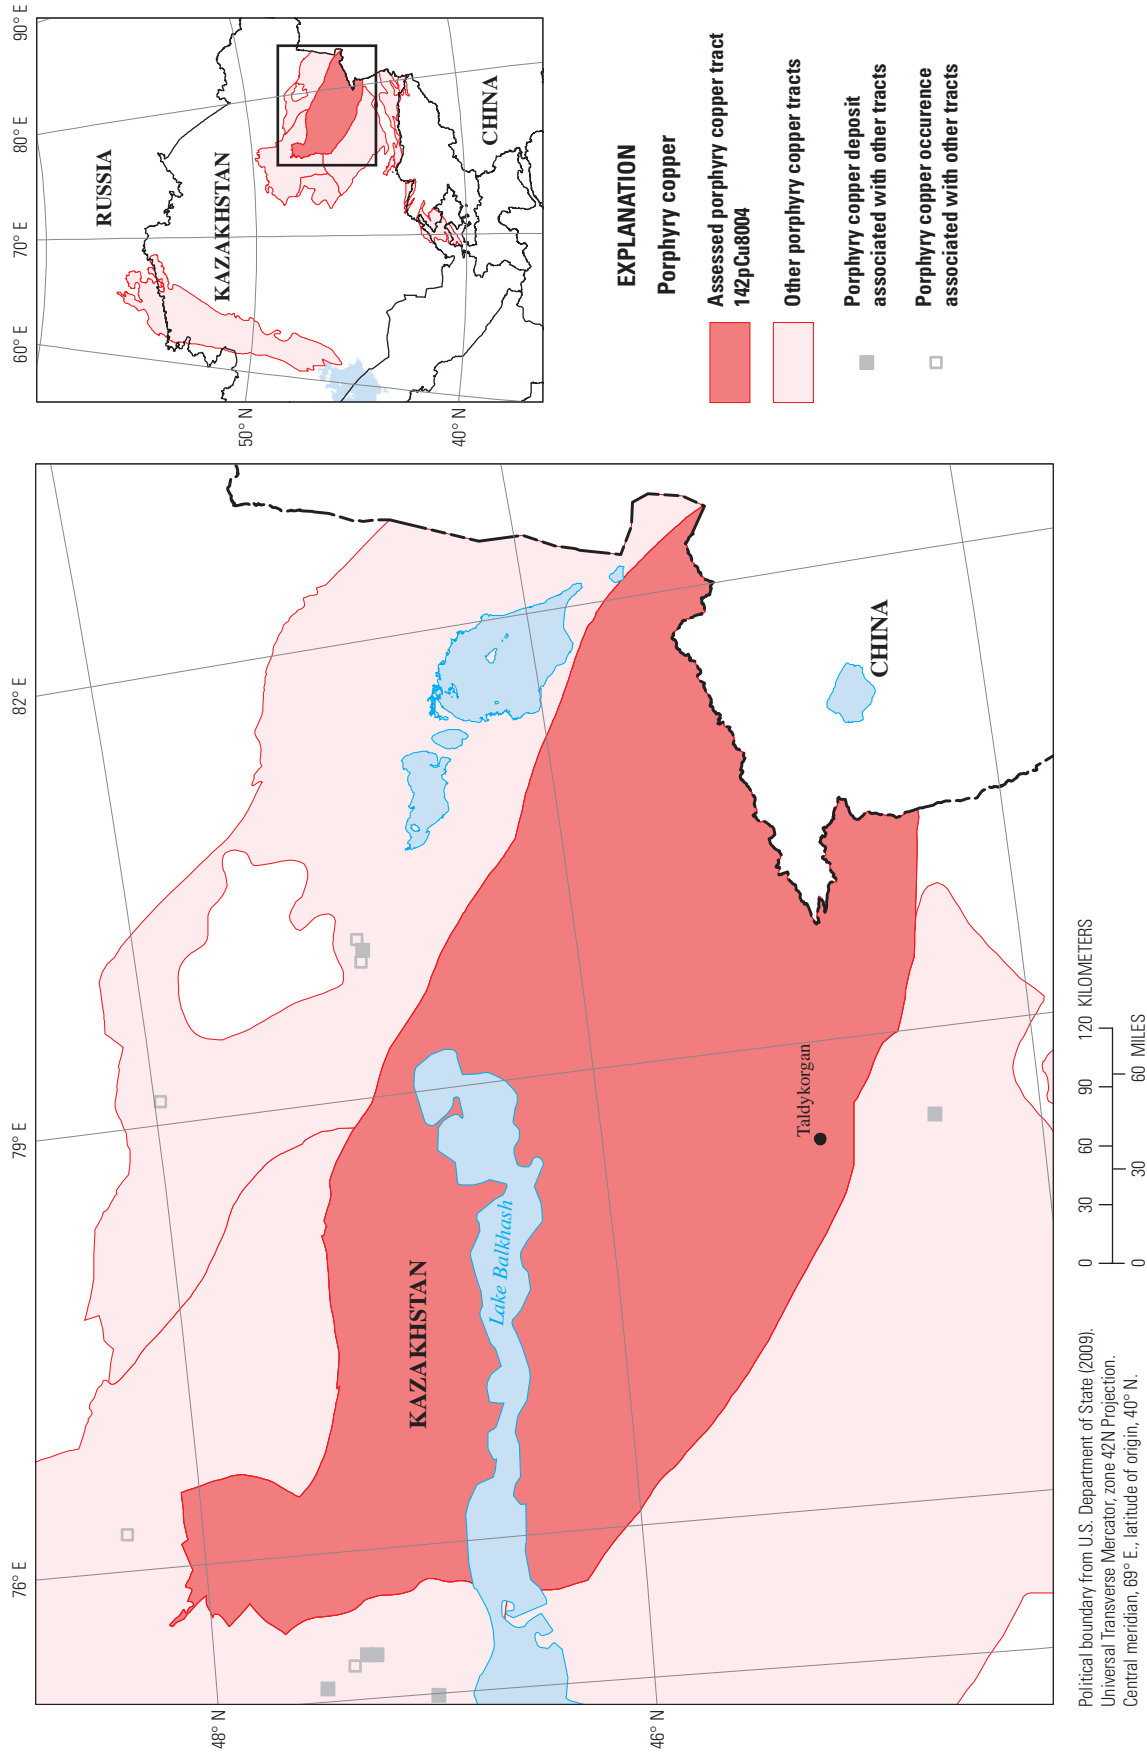 76° E
79° E
82° E
48° N
46° N
KAZAKHSTAN
Lake Balkhash
Taldykorgan
CHINA
60° E
70° E
80° E
90° E
50° N
40° N
RUSSIA
KAZAKHSTAN
CHINA
EXPLANATION
Porphyry copper
Assessed porphyry copper tract
142pCu8004
Other porphyry copper tracts
Porphyry copper deposit
associated with other tracts
Porphyry copper occurence
associated with other tracts
Political boundary from U.S. Department of State (2009).
Universal Transverse Mercator, zone 42N Projection.
Central meridian, 69° E., latitude of origin, 40° N.
0 30 60 90 120 KILOMETERS
0 30 60 MILES